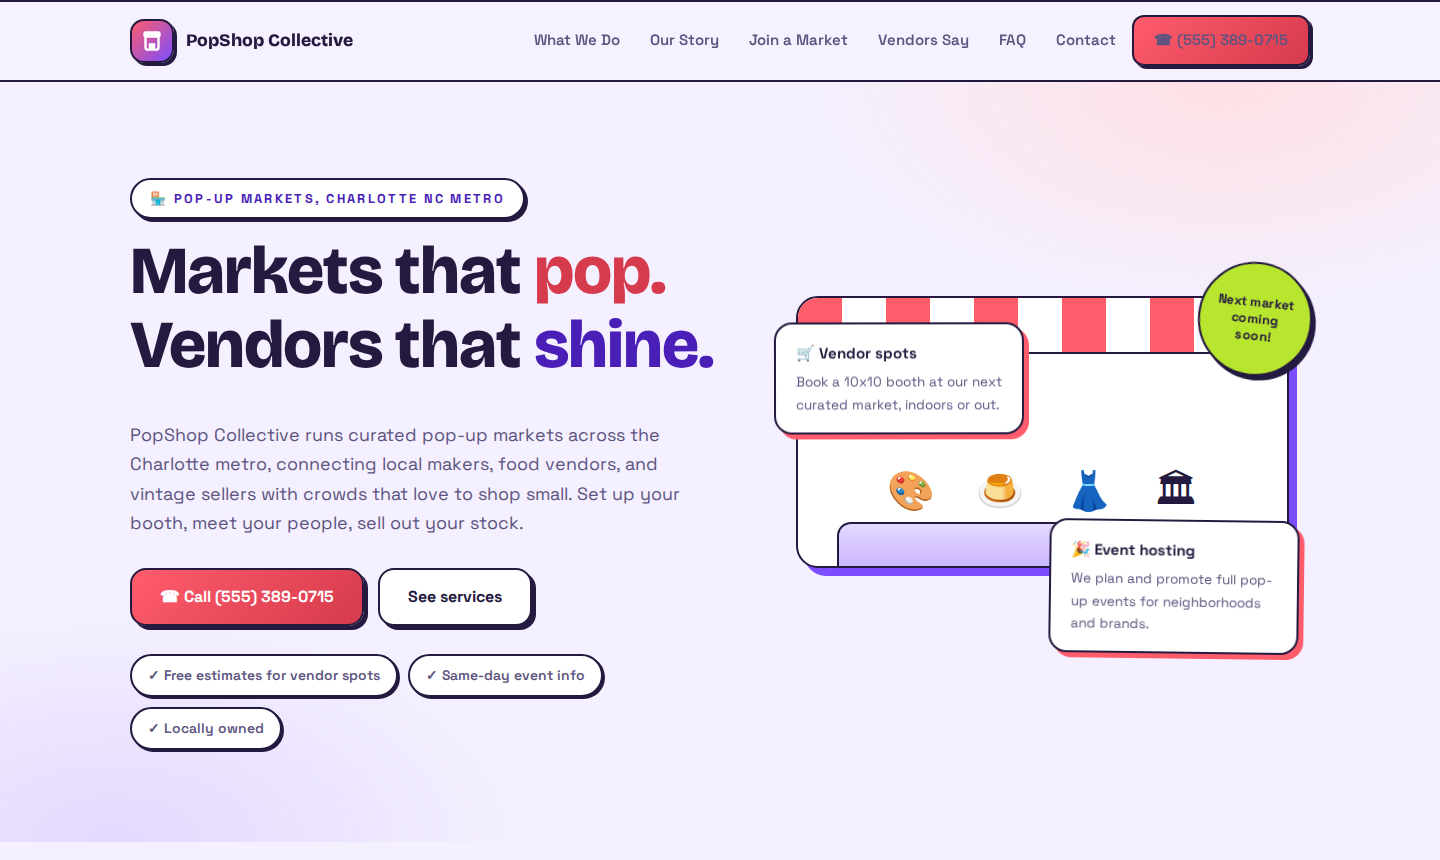 PopShop Collective
What We Do
Our Story
Join a Market
Vendors Say
FAQ
Contact
☎ (555) 389-0715
🏪 POP-UP MARKETS, CHARLOTTE NC METRO
Markets that pop.
Vendors that shine.
PopShop Collective runs curated pop-up markets across the
Charlotte metro, connecting local makers, food vendors, and
vintage sellers with crowds that love to shop small. Set up your
booth, meet your people, sell out your stock.
☎ Call (555) 389-0715
See services
✓ Free estimates for vendor spots
✓ Same-day event info
✓ Locally owned
Next market
coming
soon!
🛒 Vendor spots
Book a 10x10 booth at our next
curated market, indoors or out.
🎉 Event hosting
We plan and promote full pop-
up events for neighborhoods
and brands.